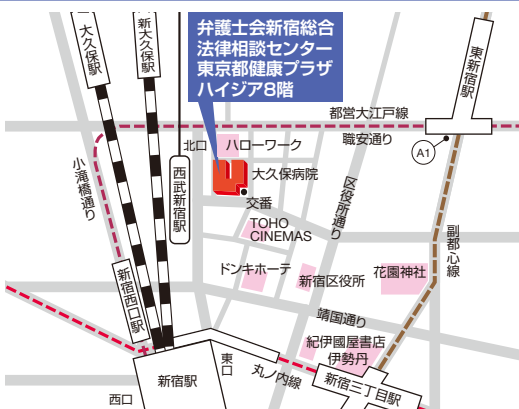 弁護士会新宿総合
法律相談センター
東京都健康プラザ
ハイジア8階
大久保駅
新大久保駅
東新宿駅
都営大江戸線
職安通り
A1
北口
ハローワーク
小滝橋通り
西武新宿駅
大久保病院
交番
区役所通り
TOHO
CINEMAS
副都心線
ドンキホーテ
新宿区役所
花園神社
新宿西口駅
靖国通り
紀伊國屋書店
伊勢丹
東口
丸ノ内線
新宿駅
新宿三丁目駅
西口